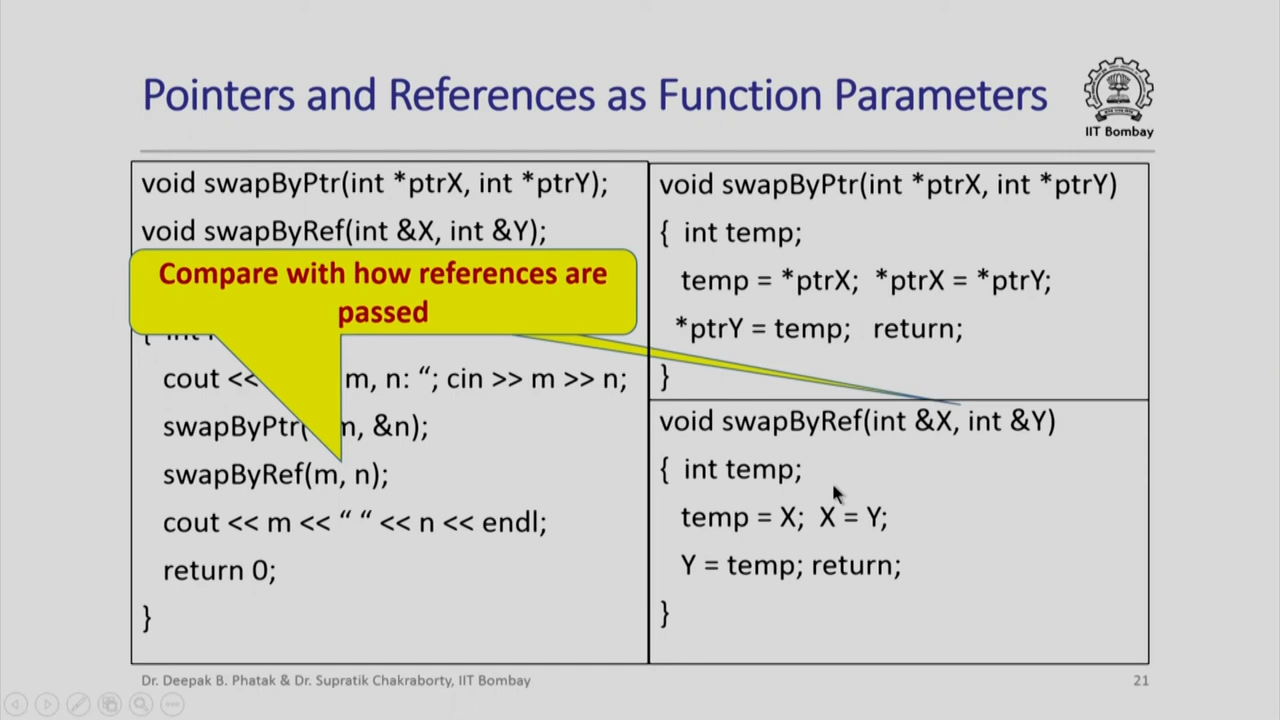 Pointers and References as Function Parameters
IIT Bombay
void swapByPtr(int *ptrX, int *ptrY);
void swapByRef(int &X, int &Y);
Compare with how references are
passed
{ int
cout << m, n: “; cin >> m >> n;
swapByPtr( m, &n);
swapByRef(m, n);
cout << m << “ “ << n << endl;
return 0;
}
void swapByPtr(int *ptrX, int *ptrY)
{ int temp;
temp = *ptrX; *ptrX = *ptrY;
*ptrY = temp; return;
}
void swapByRef(int &X, int &Y)
{ int temp;
temp = X; X = Y;
Y = temp; return;
}
Dr. Deepak B. Phatak & Dr. Supratik Chakraborty, IIT Bombay
21